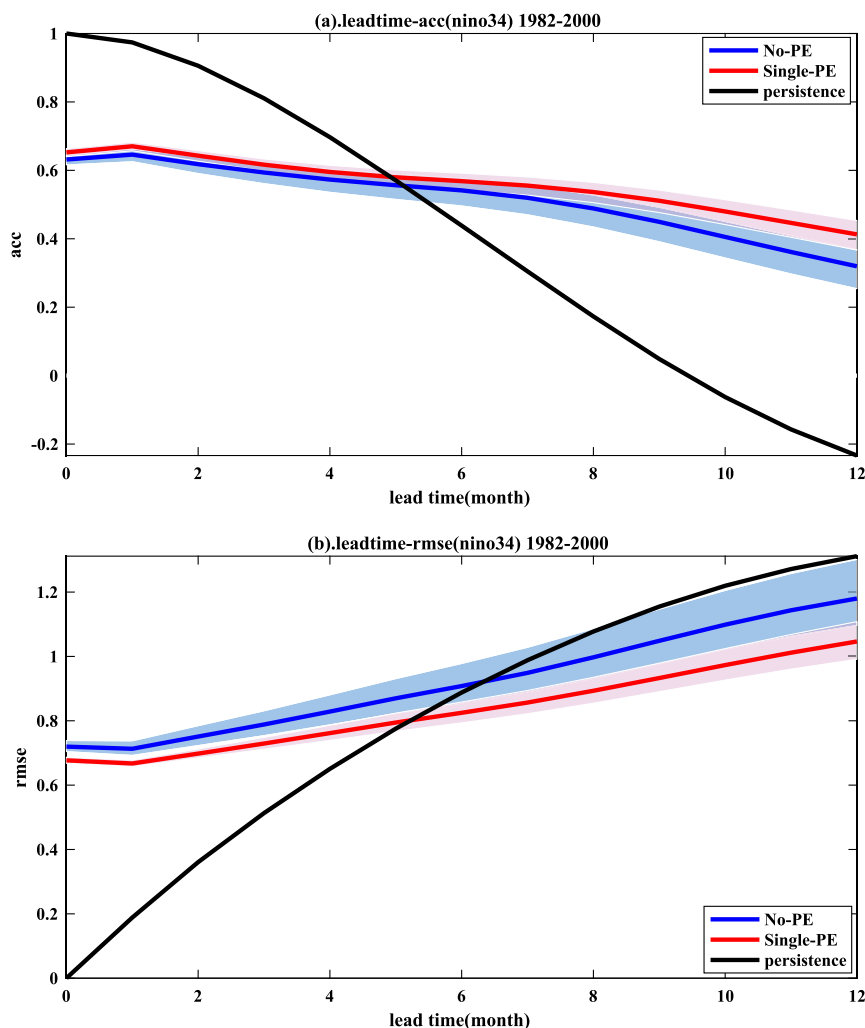 (a).leadtime-acc(nino34) 1982-2000
1
0.8
0.6
0.4
0.2
0
-0.2
acc
No-PE
Single-PE
persistence
0 2 4 6 8 10 12
lead time(month)
(b).leadtime-rmse(nino34) 1982-2000
1.2
1
0.8
0.6
0.4
0.2
0
rmse
No-PE
Single-PE
persistence
0 2 4 6 8 10 12
lead time(month)